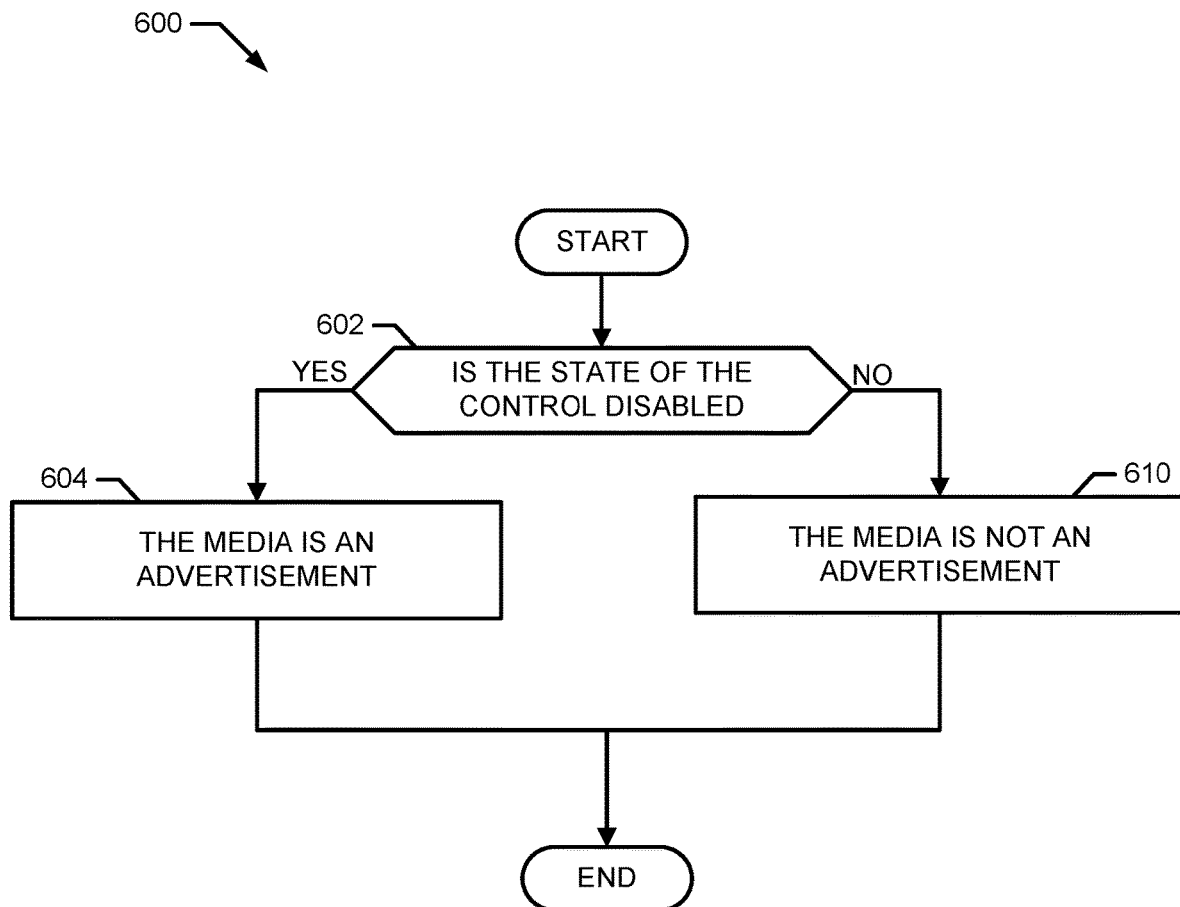 600
START
602
YES
IS THE STATE OF THE
CONTROL DISABLED
NO
604
THE MEDIA IS AN
ADVERTISEMENT
610
THE MEDIA IS NOT AN
ADVERTISEMENT
END